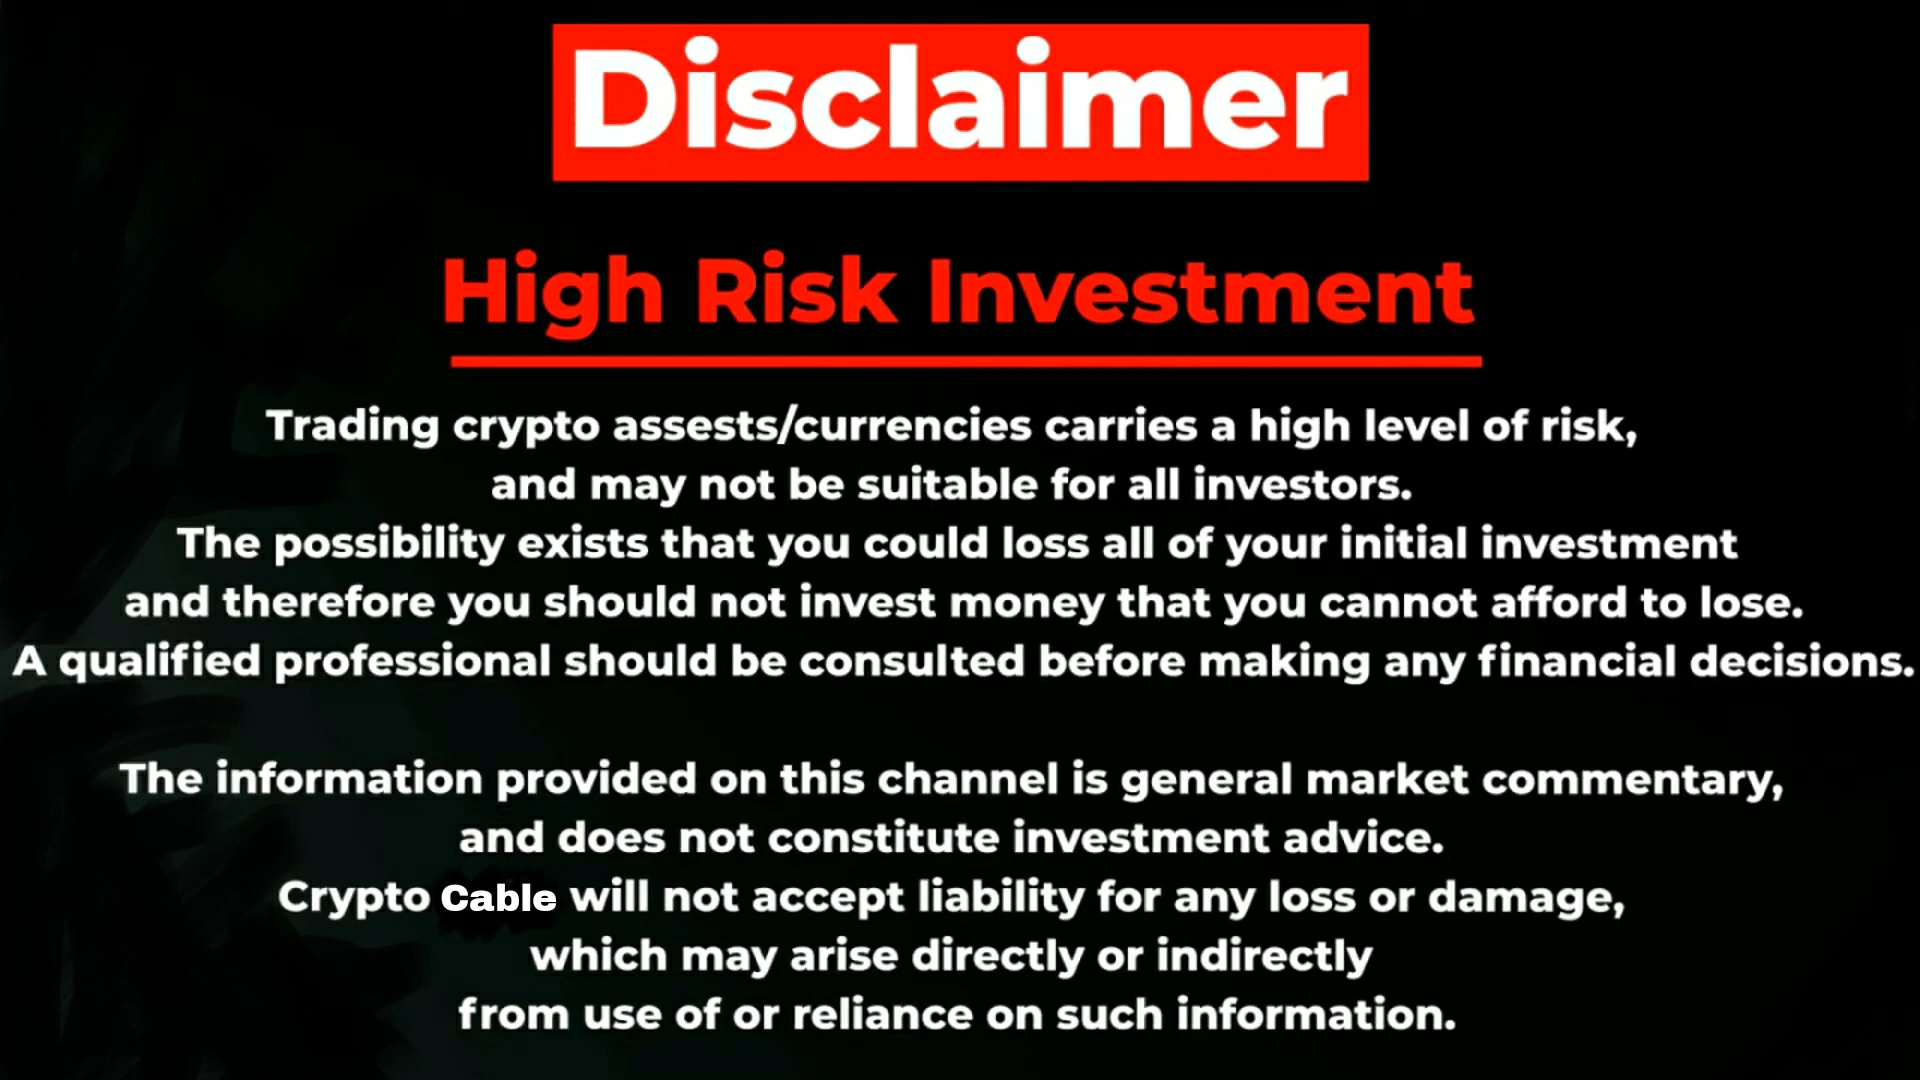 Disclaimer
High Risk Investment
Trading crypto assests/currencies carries a high level of risk,
and may not be suitable for all investors.
The possibility exists that you could loss all of your initial investment
and therefore you should not invest money that you cannot afford to lose.
A qualified professional should be consulted before making any financial decisions.
The information provided on this channel is general market commentary,
and does not constitute investment advice.
Crypto Cable will not accept liability for any loss or damage,
which may arise directly or indirectly
from use of or reliance on such information.